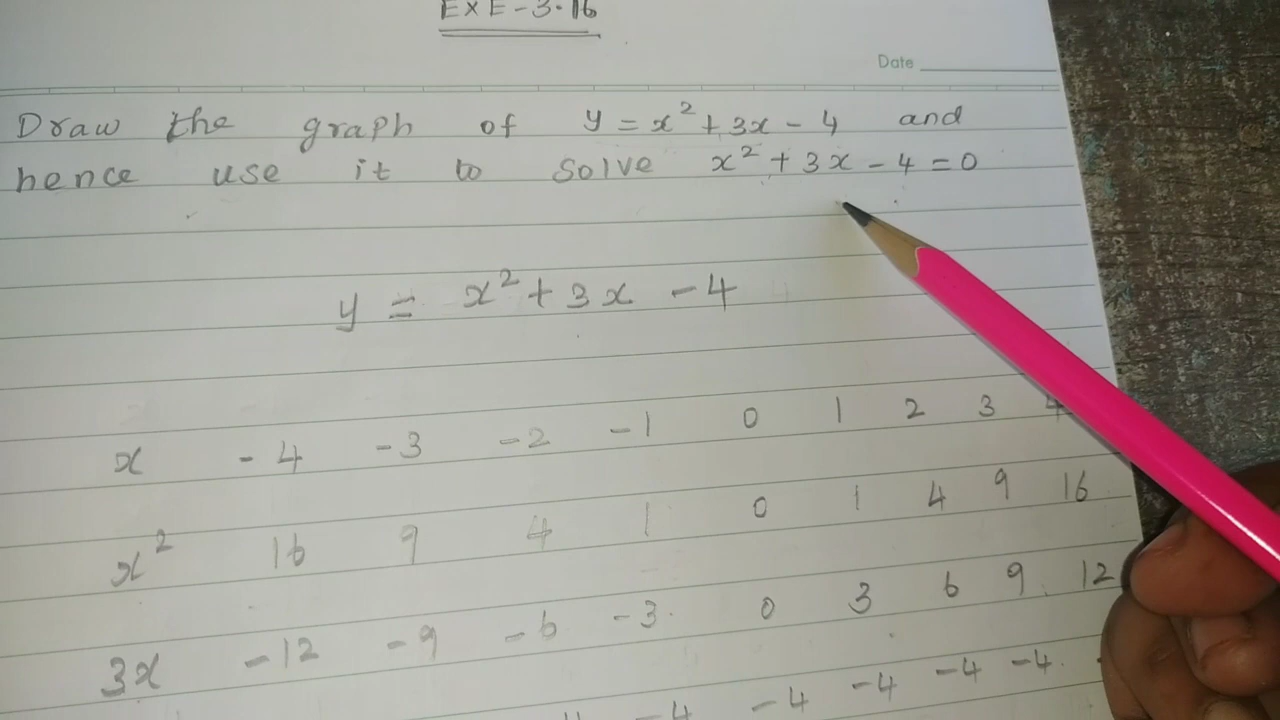 EXE-3.16
Date
Draw the graph of y = x² + 3x - 4 and
hence use it to solve x² + 3x - 4 = 0
y = x² + 3x - 4
x -4 -3 -2 -1 0 1 2 3 4
x² 16 9 4 1 0 1 4 9 16
3x -12 -9 -6 -3 0 3 6 9 12
-4 -4 -4 -4 -4